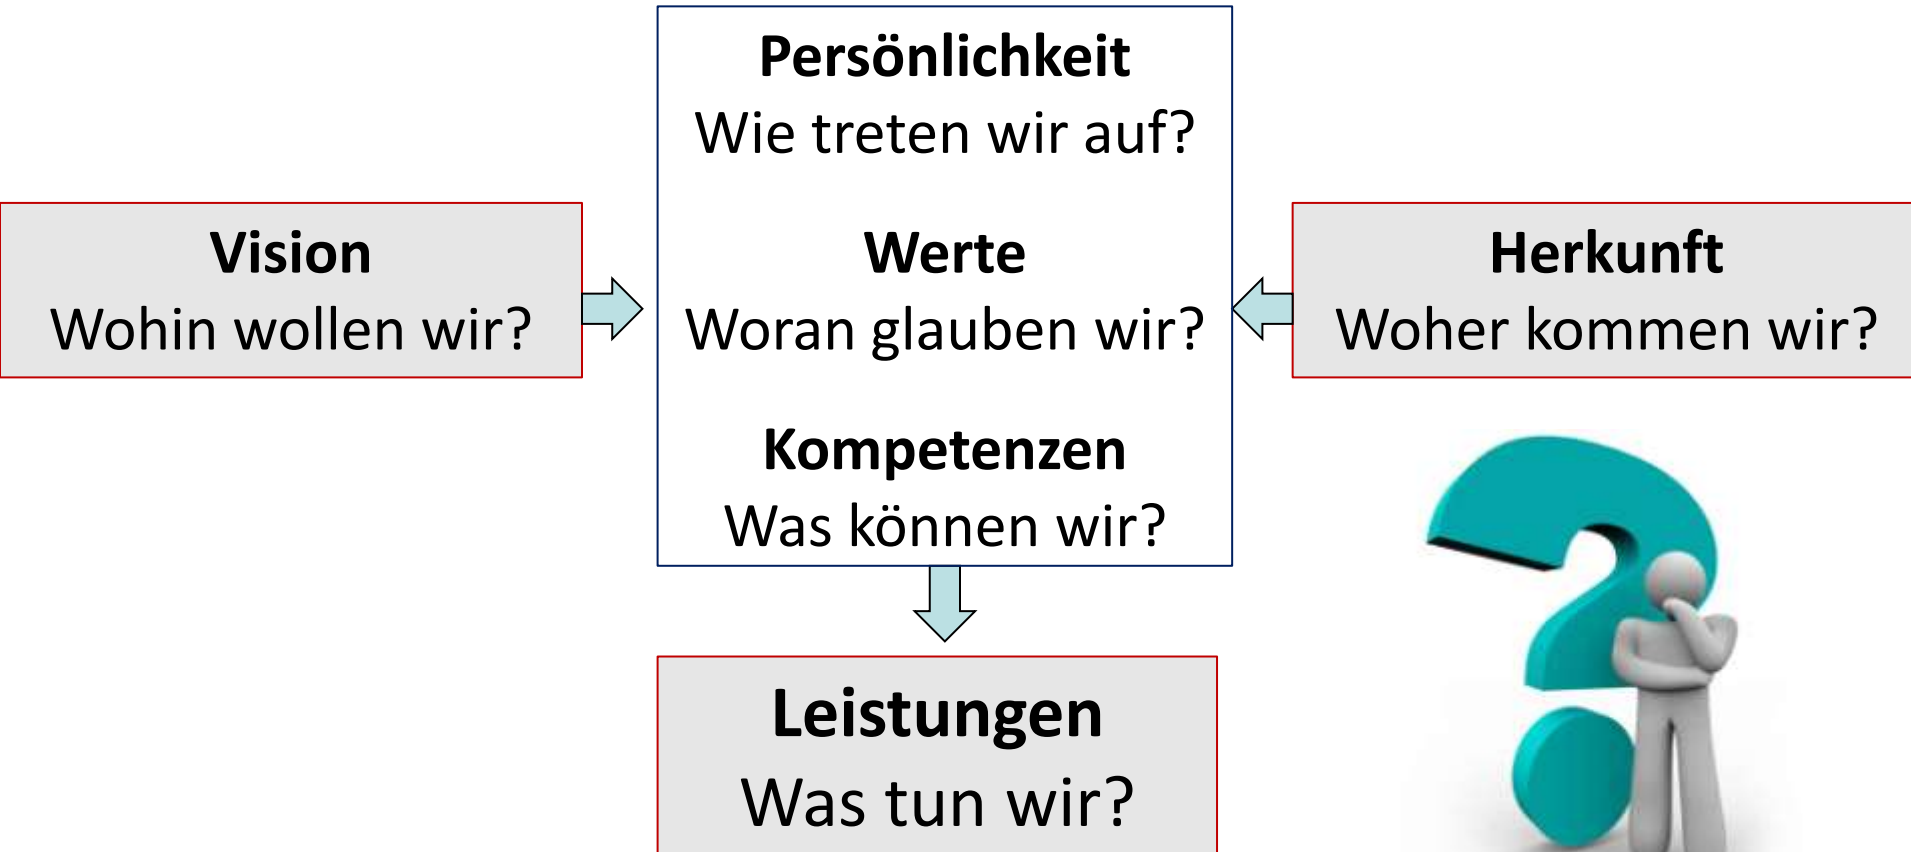 Persönlichkeit
Wie treten wir auf?
Vision
Wohin wollen wir?
Werte
Woran glauben wir?
Herkunft
Woher kommen wir?
Kompetenzen
Was können wir?
Leistungen
Was tun wir?